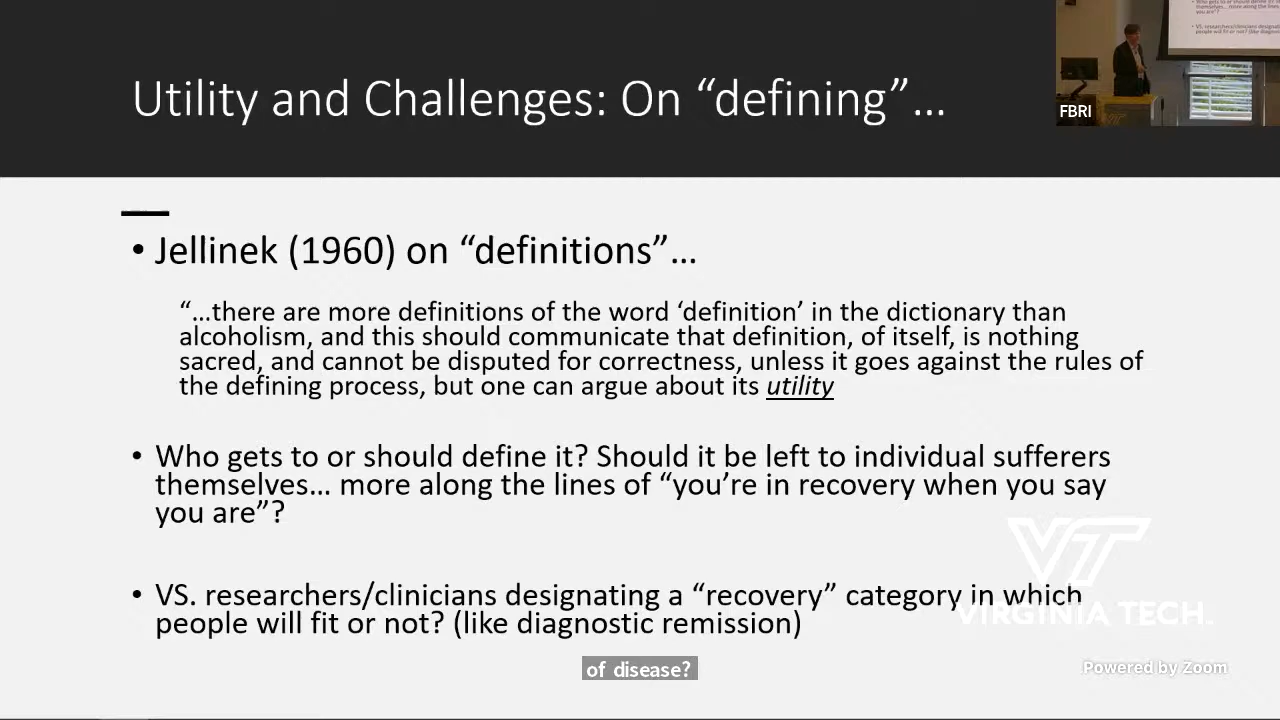 Utility and Challenges: On “defining”...
FBRI
• Jellinek (1960) on “definitions”...
“...there are more definitions of the word ‘definition’ in the dictionary than
alcoholism, and this should communicate that definition, of itself, is nothing
sacred, and cannot be disputed for correctness, unless it goes against the rules of
the defining process, but one can argue about its utility
• Who gets to or should define it? Should it be left to individual sufferers
themselves... more along the lines of “you’re in recovery when you say
you are”?
• VS. researchers/clinicians designating a “recovery” category in which
people will fit or not? (like diagnostic remission)
VT
VIRGINIA TECH.
of disease?
Powered by Zoom